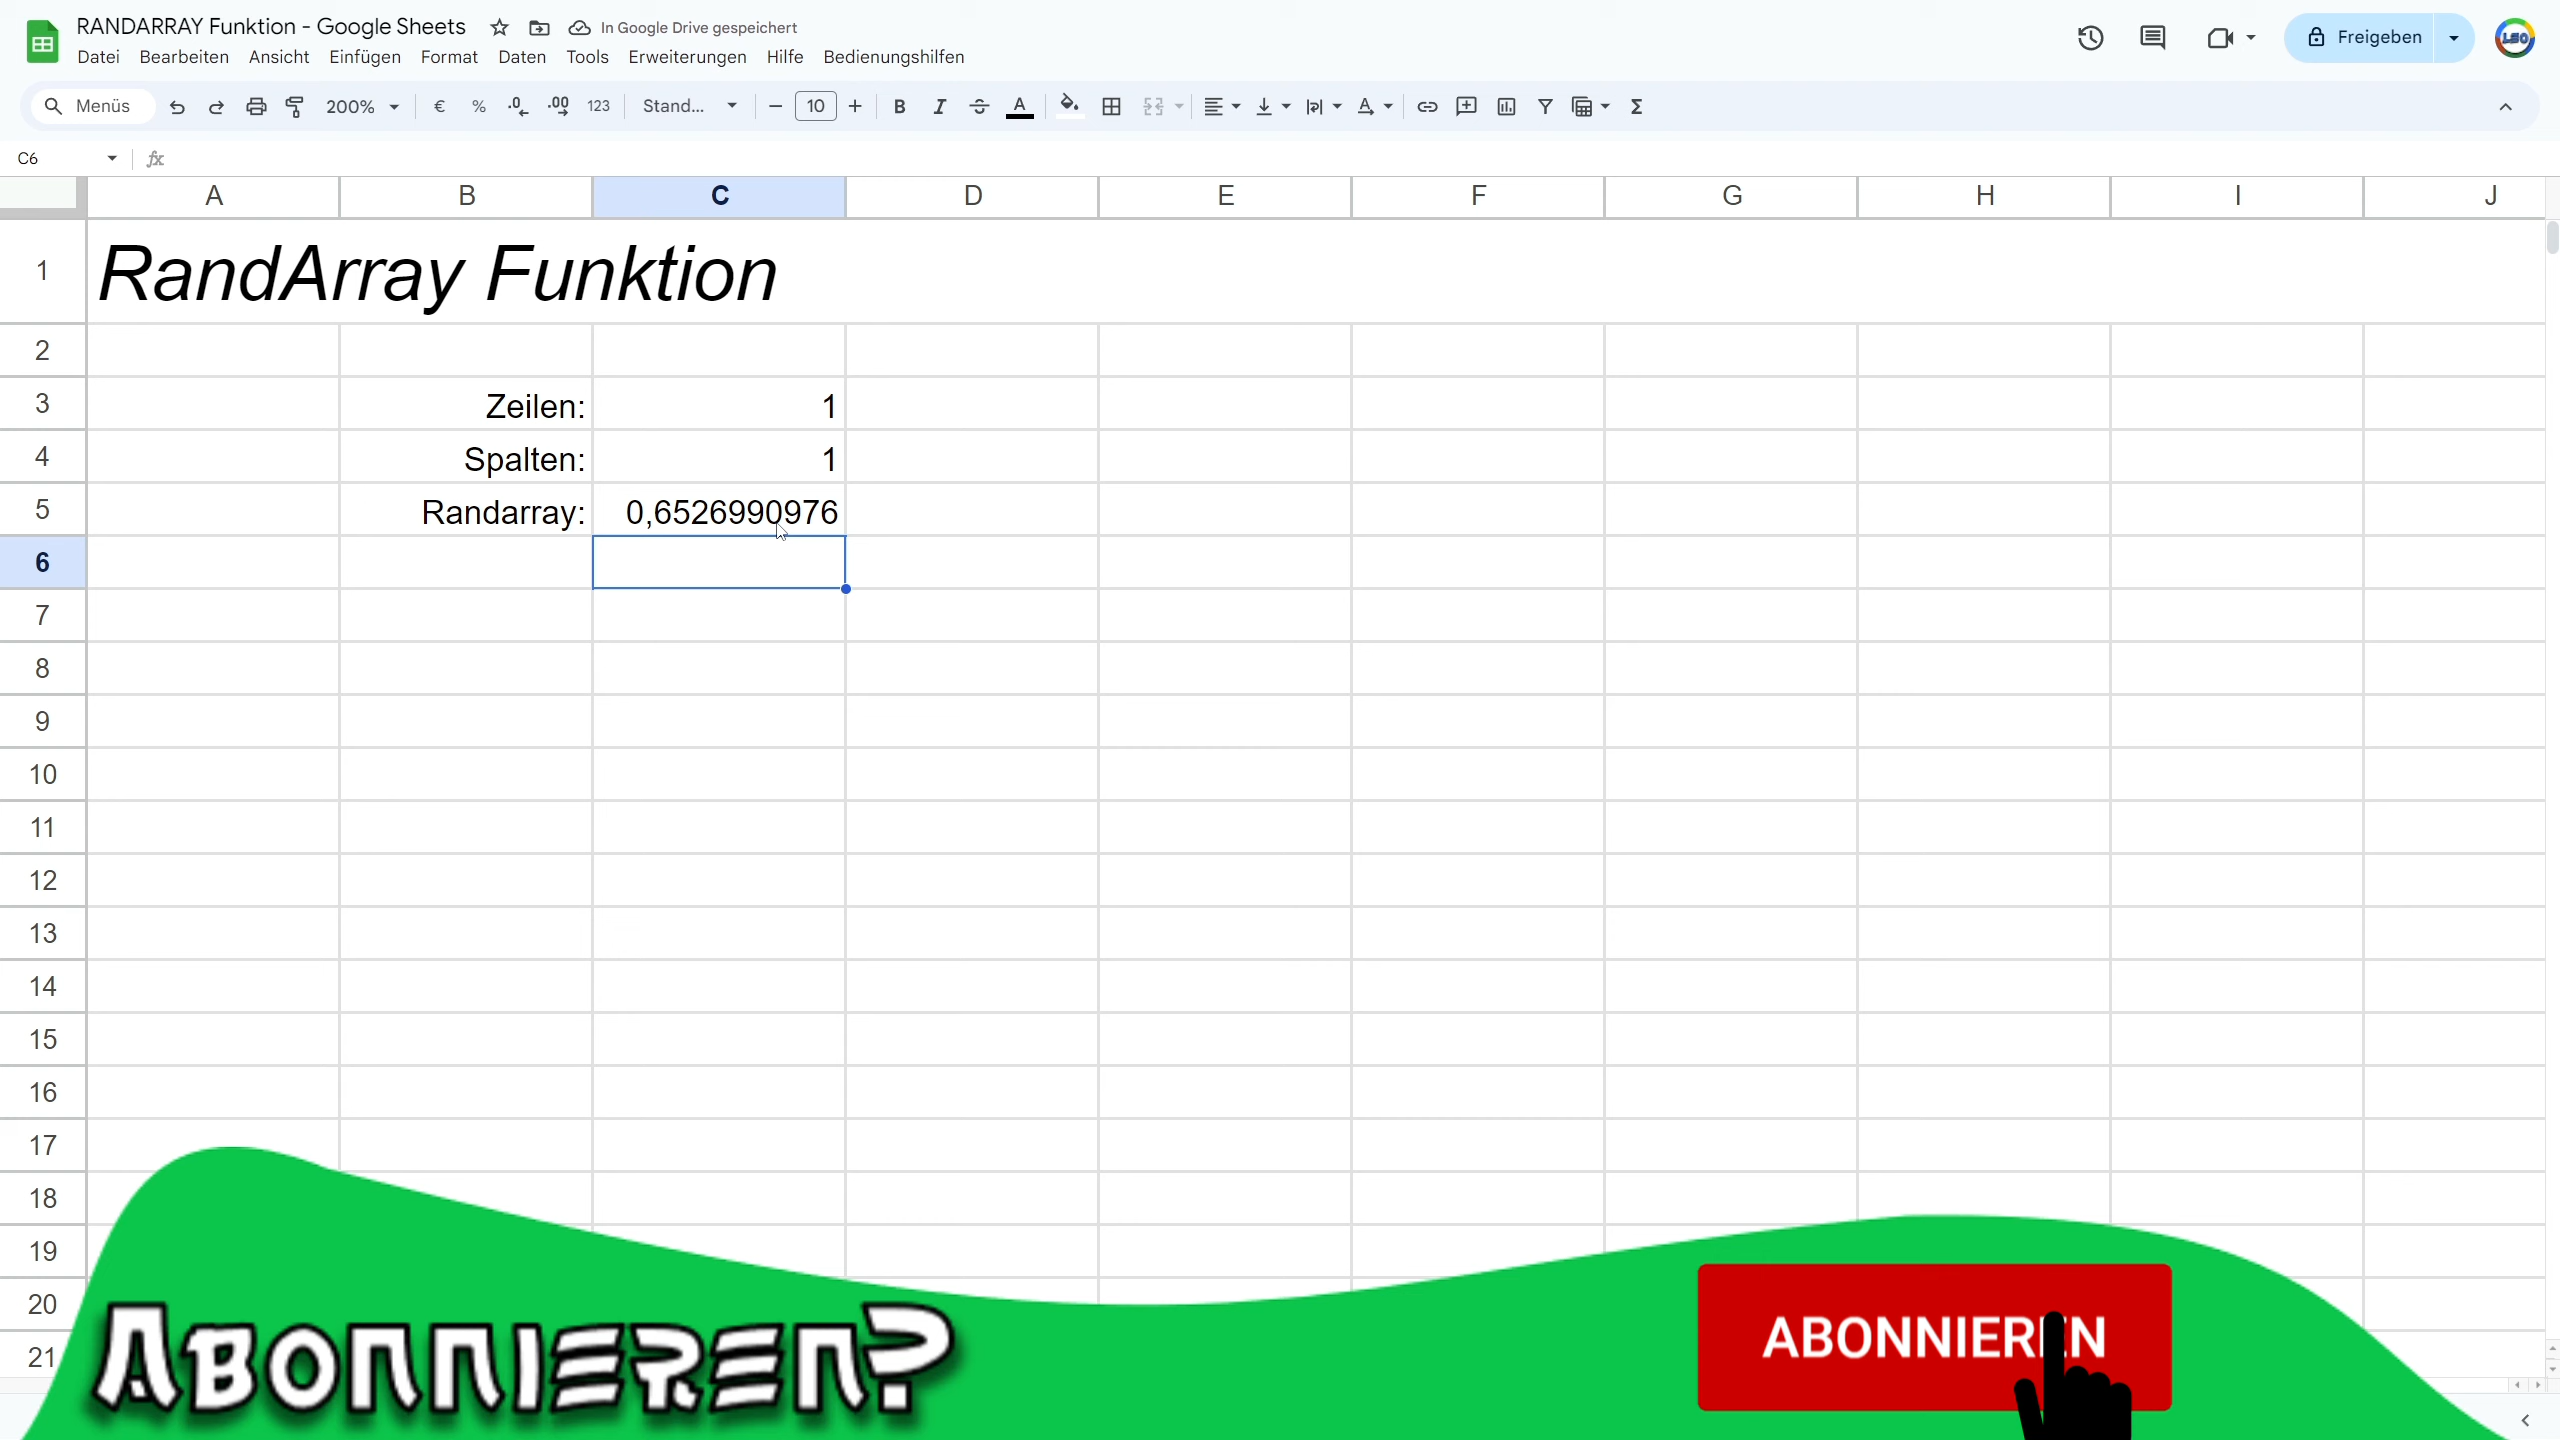 RANDARRAY Funktion - Google Sheets In Google Drive gespeichert
Datei Bearbeiten Ansicht Einfügen Format Daten Tools Erweiterungen Hilfe Bedienungshilfen
Freigeben
LSO
Menüs 200% € % .0 .00 123 Stand... 10 B I S A A Σ
C6 fx
A B C D E F G H I J
1 RandArray Funktion
2
3 Zeilen: 1
4 Spalten: 1
5 Randarray: 0,6526990976
6
7
8
9
10
11
12
13
14
15
16
17
18
19
20
21
Abonnieren?
ABONNIEREN